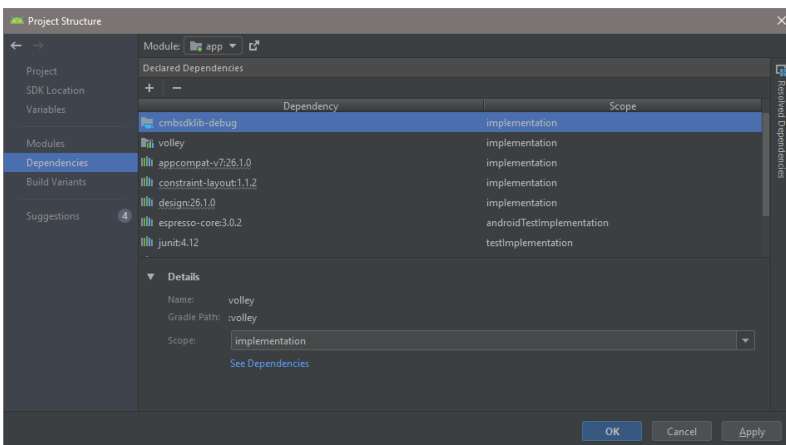 Project Structure
Module: app
Project
SDK Location
Variables
Modules
Dependencies
Build Variants
Suggestions 4
Declared Dependencies
Dependency Scope
cmbsdklib-debug implementation
volley implementation
appcompat-v7:26.1.0 implementation
constraint-layout:1.1.2 implementation
design:26.1.0 implementation
espresso-core:3.0.2 androidTestImplementation
junit:4.12 testImplementation
Details
Name: volley
Gradle Path: :volley
Scope: implementation
See Dependencies
Resolved Dependencies
OK Cancel Apply